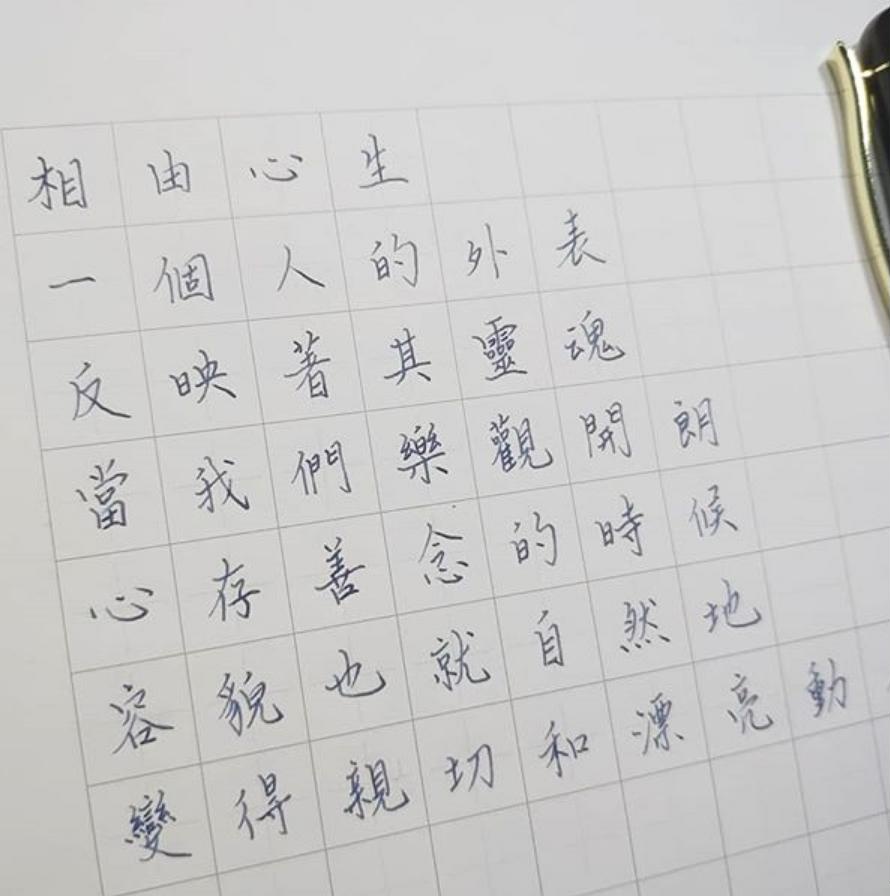 相由心生
一個人的外表
反映著其靈魂
當我們樂觀開朗
心存善念的時候
容貌也就自然地
變得親切和漂亮動